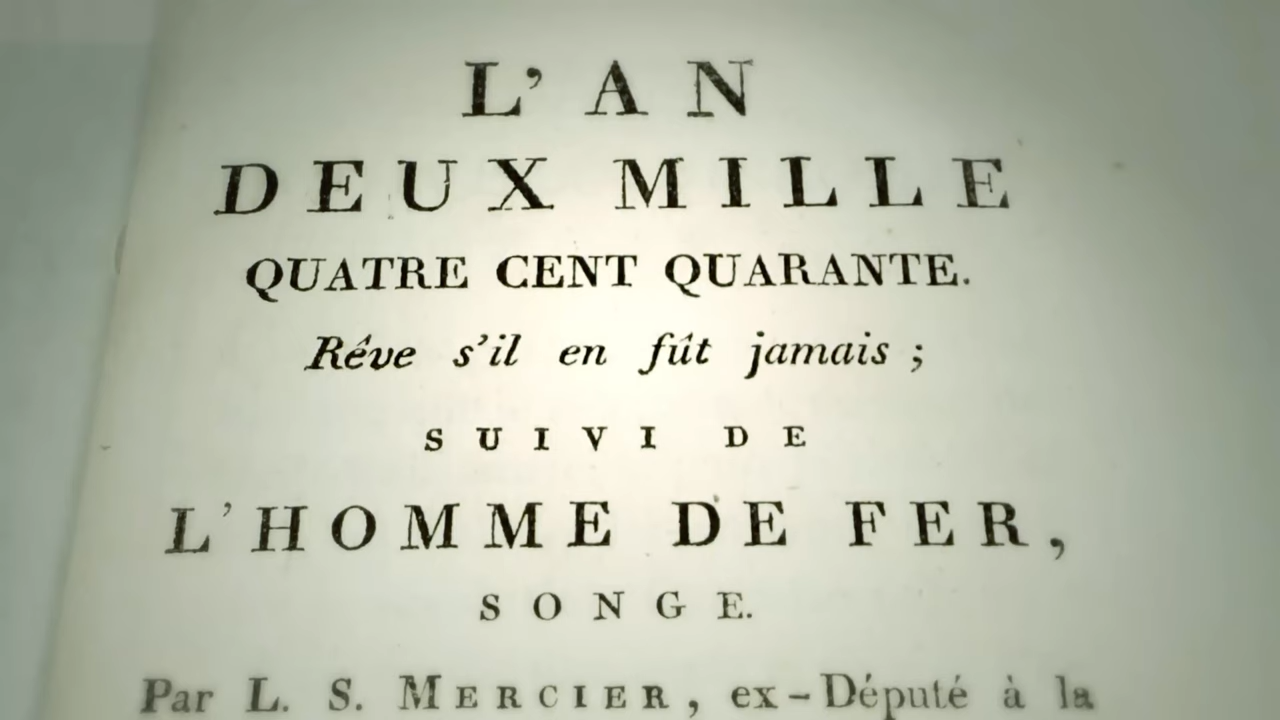 L'AN
DEUX MILLE
QUATRE CENT QUARANTE.
Rêve s'il en fût jamais ;
SUIVI DE
L'HOMME DE FER,
SONGE.
Par L. S. MERCIER, ex-Député à la